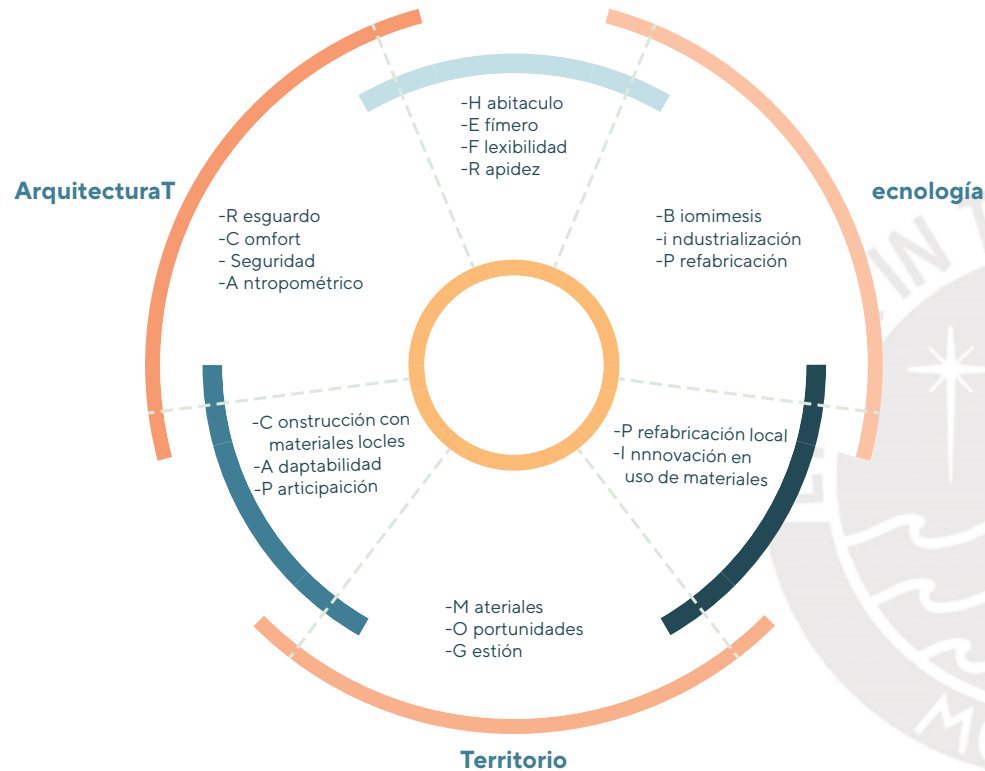 -H abitaculo
-E fímero
-F lexibilidad
-R apidez
ArquitecturaT
ecnología
-R esguardo
-C omfort
- Seguridad
-A ntropométrico
-B iomimesis
-i ndustrialización
-P refabricación
-C onstrucción con
materiales locles
-A daptabilidad
-P articipaición
-P refabricación local
-I nnnovación en
uso de materiales
-M ateriales
-O portunidades
-G estión
Territorio